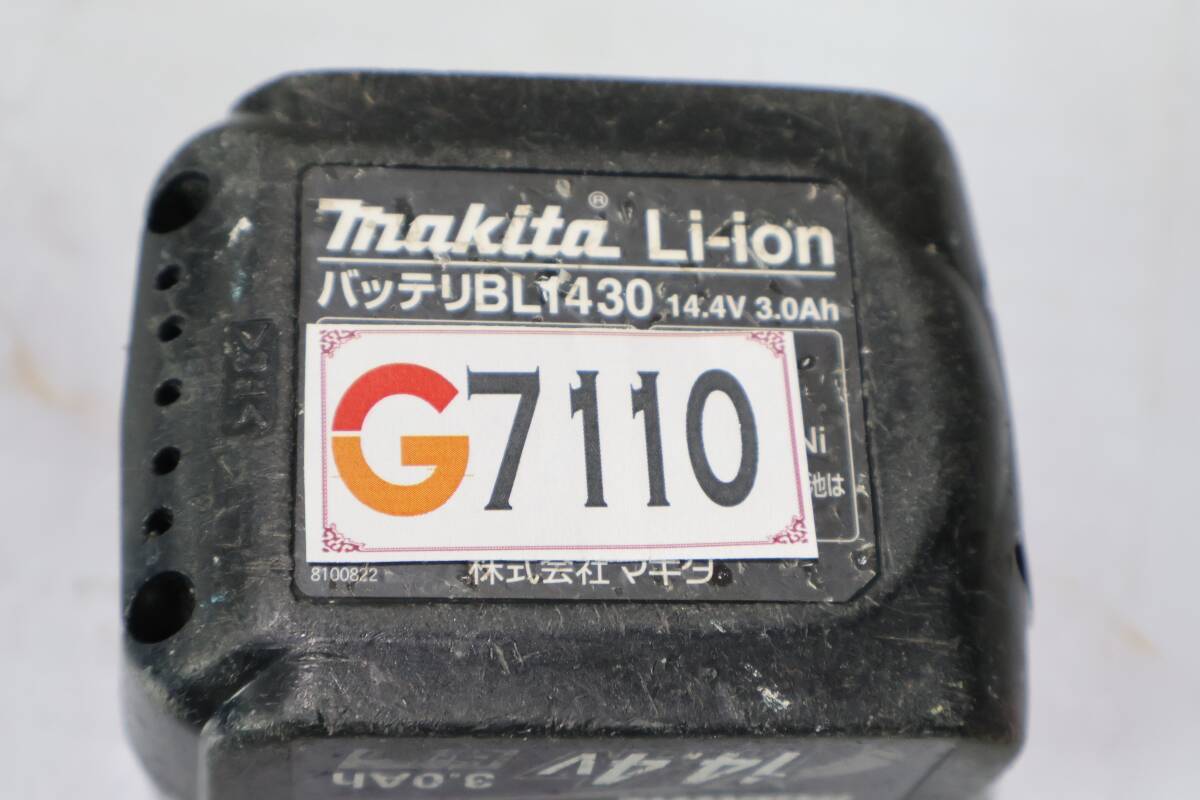 makita® Li-ion
バッテリBL1430 14.4V 3.0Ah
G7110
Ni
池は
8100822 株式会社マキタ
14.4V 3.0Ah